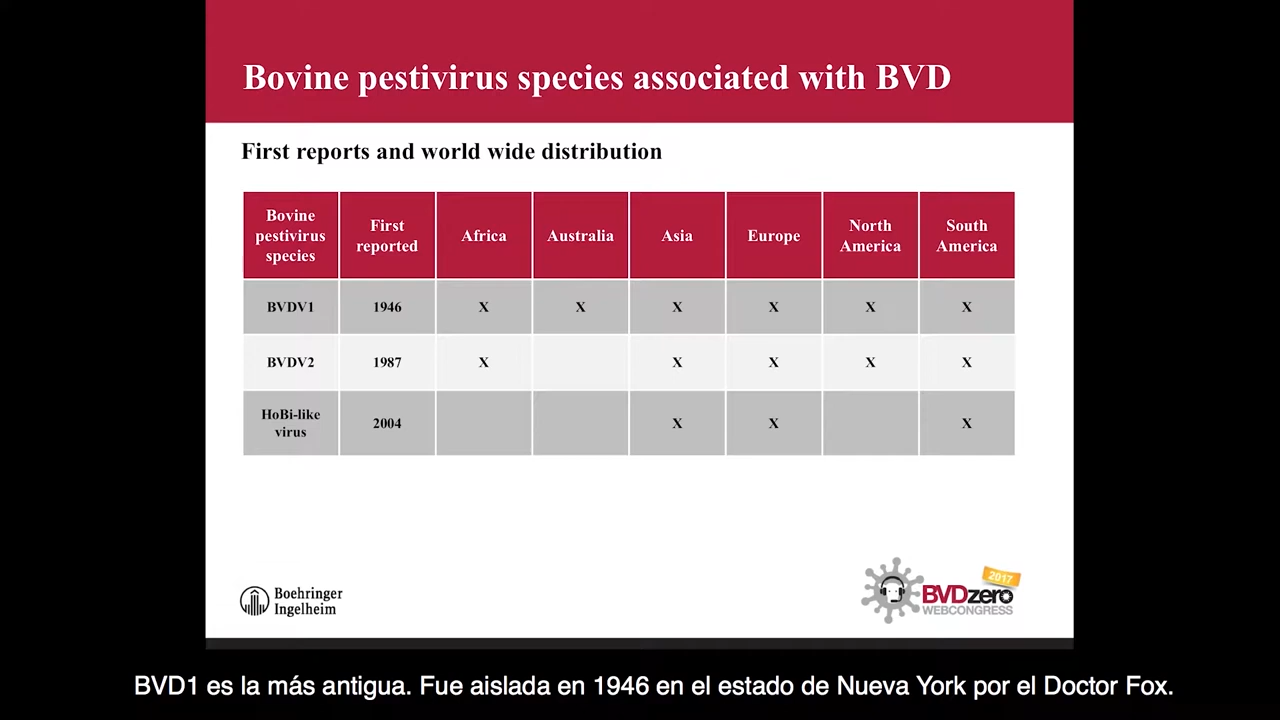 Bovine pestivirus species associated with BVD
First reports and world wide distribution
Bovine pestivirus species
First reported
Africa
Australia
Asia
Europe
North America
South America
BVDV1 1946 X X X X X X
BVDV2 1987 X X X X X
HoBi-like virus 2004 X X X
Boehringer
Ingelheim
2017
BVDzero
WEBCONGRESS
BVD1 es la más antigua. Fue aislada en 1946 en el estado de Nueva York por el Doctor Fox.